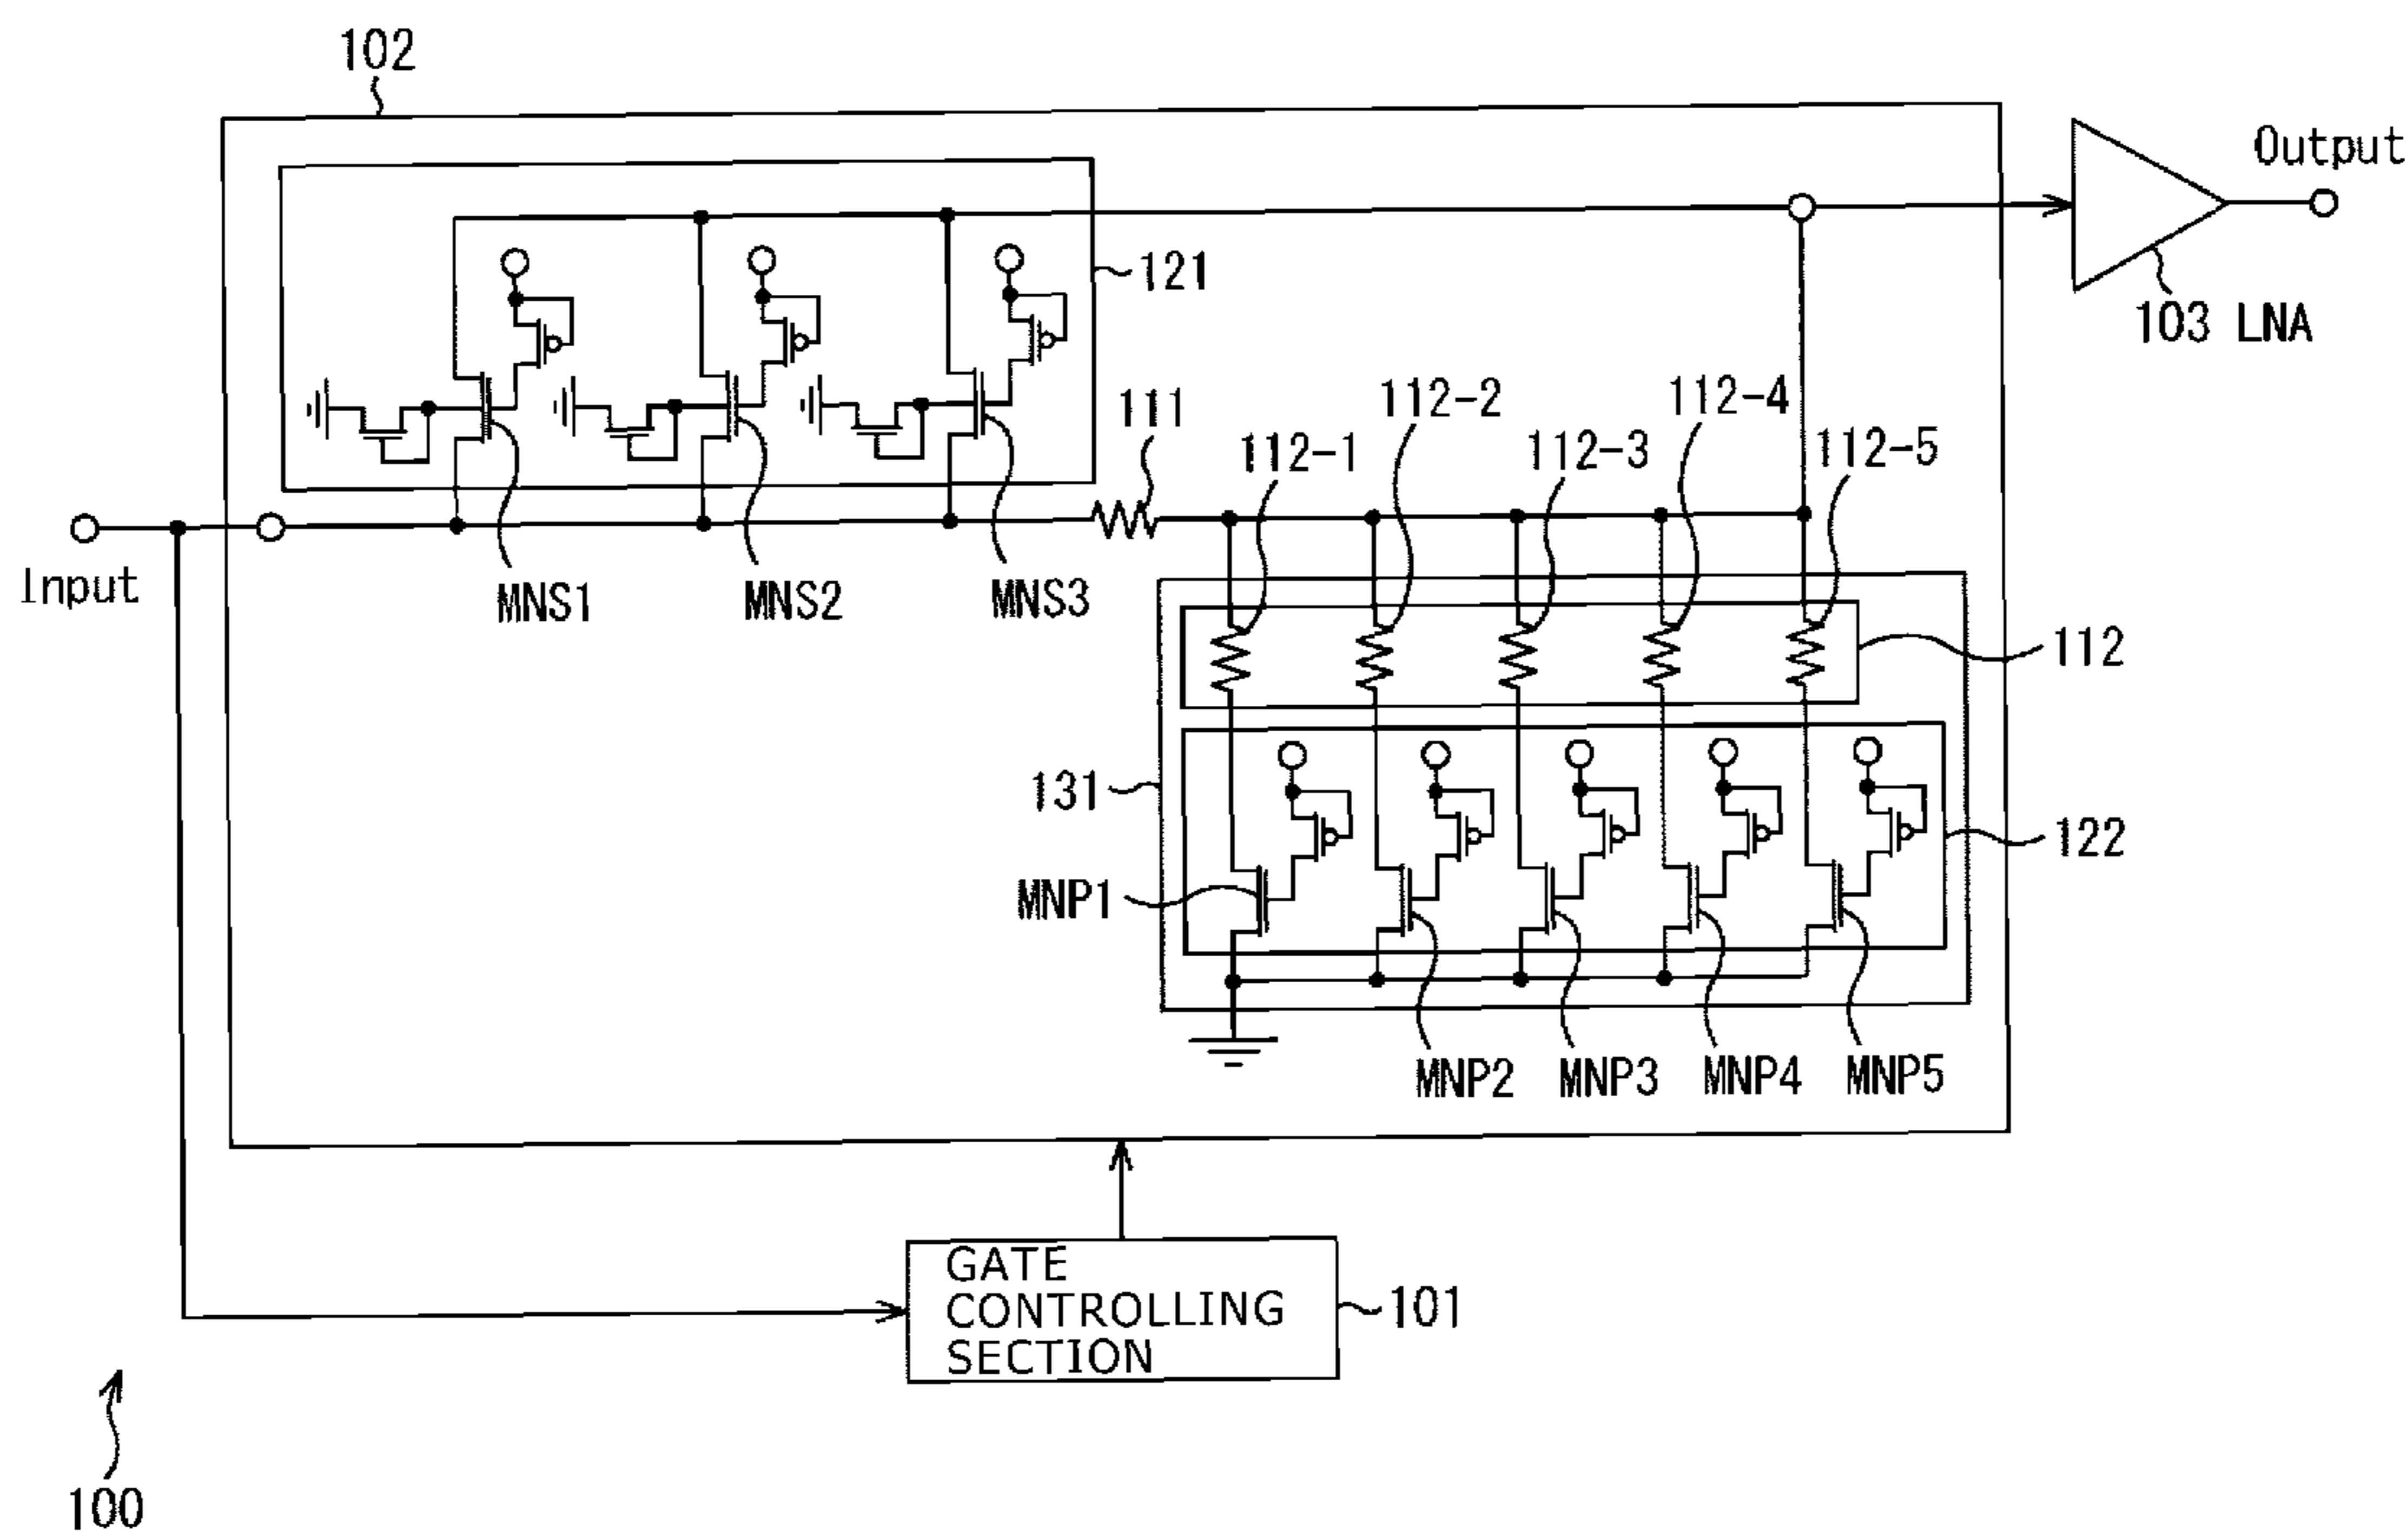 102
Output
121
103 LNA
111
112-1
112-2
112-3
112-4
112-5
Input
MNS1
MNS2
MNS3
112
131
122
MNP1
MNP2
MNP3
MNP4
MNP5
GATE
CONTROLLING
SECTION
101
100